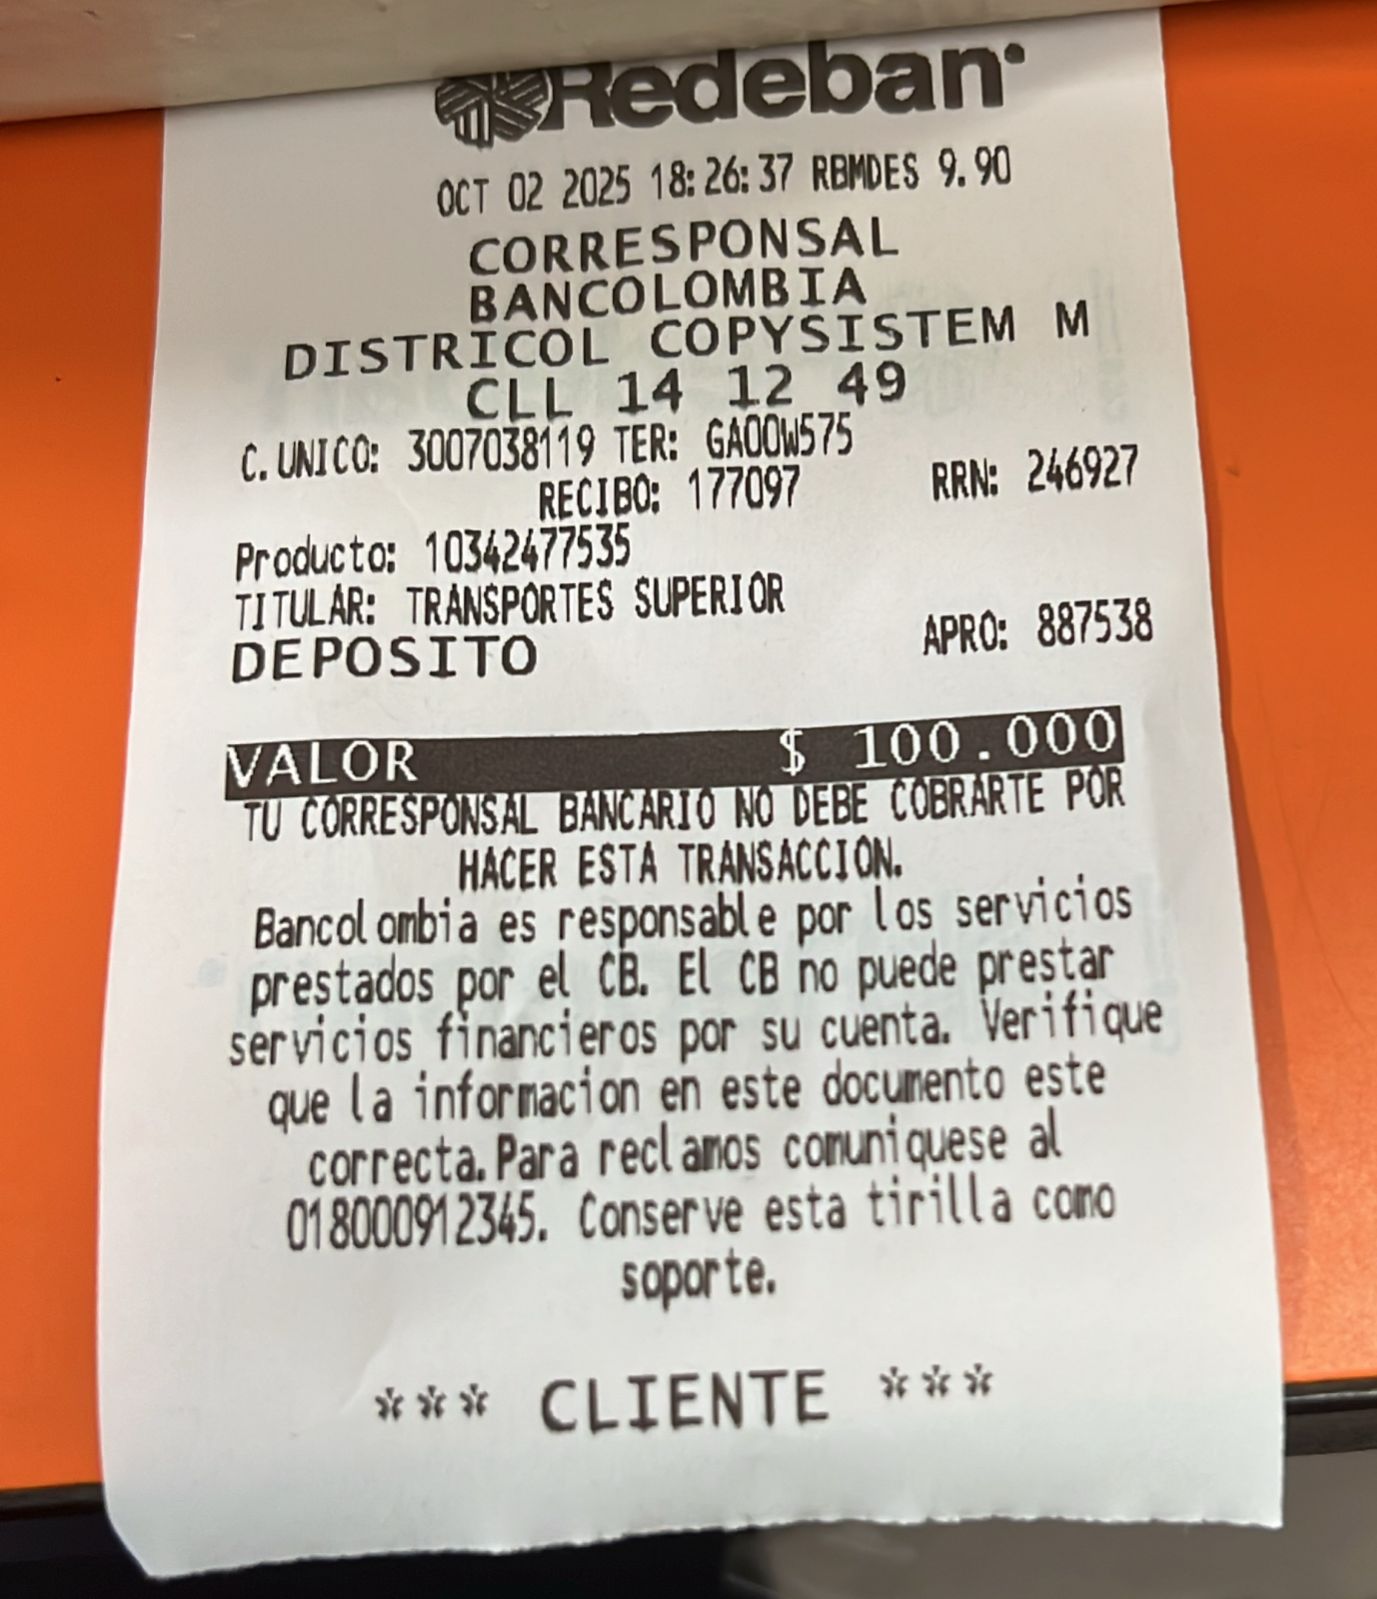 Redeban
OCT 02 2025 18:26:37 RBMDES 9.90
CORRESPONSAL
BANCOLOMBIA
DISTRICOL COPYSISTEM M
CLL 14 12 49
C.UNICO: 3007038119 TER: GAOOW575
RECIBO: 177097 RRN: 246927
Producto: 10342477535
TITULAR: TRANSPORTES SUPERIOR
DEPOSITO APRO: 887538
VALOR $ 100.000
TU CORRESPONSAL BANCARIO NO DEBE COBRARTE POR
HACER ESTA TRANSACCION.
Bancolombia es responsable por los servicios
prestados por el CB. El CB no puede prestar
servicios financieros por su cuenta. Verifique
que la informacion en este documento este
correcta.Para reclamos comuniquese al
018000912345. Conserve esta tirilla como
soporte.
*** CLIENTE ***